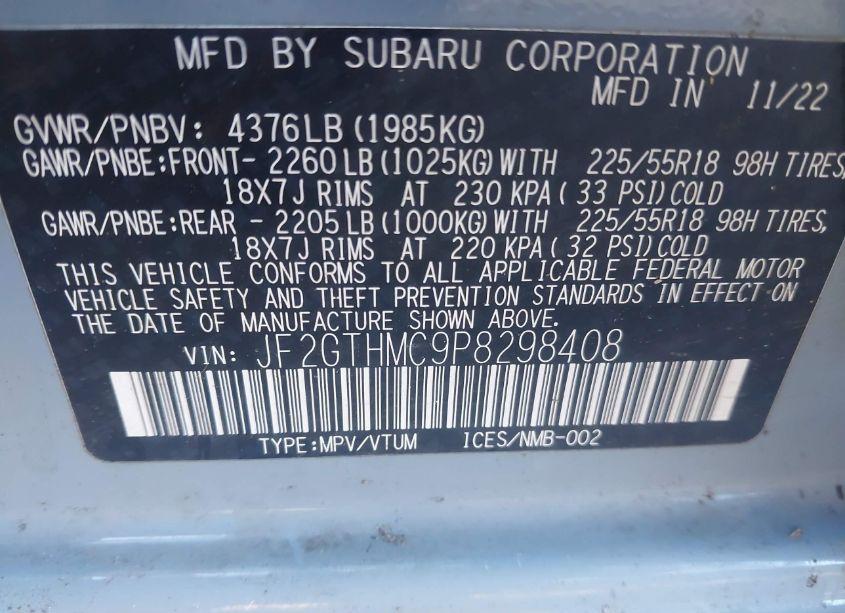 MFD BY SUBARU CORPORATION
MFD IN 11/22
GVWR/PNBV: 4376LB (1985KG)
GAWR/PNBE:FRONT- 2260 LB (1025KG) WITH 225/55R18 98H TIRES,
18X7J RIMS AT 230 KPA ( 33 PSI) COLD
GAWR/PNBE:REAR - 2205 LB (1000KG) WITH 225/55R18 98H TIRES,
18X7J RIMS AT 220 KPA ( 32 PSI) COLD
THIS VEHICLE CONFORMS TO ALL APPLICABLE FEDERAL MOTOR
VEHICLE SAFETY AND THEFT PREVENTION STANDARDS IN EFFECT ON
THE DATE OF MANUFACTURE SHOWN ABOVE.
VIN: JF2GTHMC9P8298408
TYPE:MPV/VTUM ICES/NMB-002